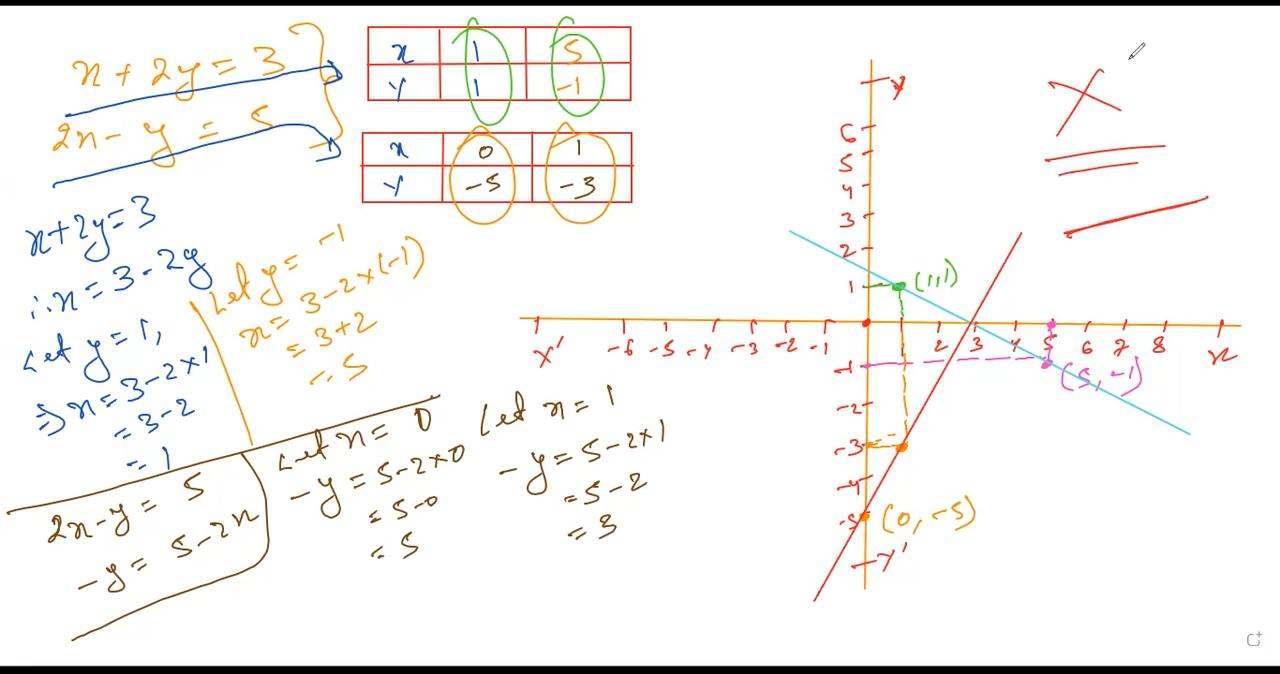 x + 2y = 3
2x - y = 5
x 1 5
y 1 -1
x 0 1
y -5 -3
x+2y=3
∴x = 3-2y
Let y=1,
⇒x=3-2×1
= 3-2
= 1
Let y= -1
x= 3-2×(-1)
= 3+2
= 5
2x-y= 5
-y= 5-2x
Let x= 0
-y=5-2×0
= 5-0
= 5
Let x=1
-y=5-2×1
=5-2
= 3
y
6
5
4
3
2
1
(1,1)
x' -6 -5 -4 -3 -2 -1 2 3 4 5 6 7 8 x
-1
(5, -1)
-2
-3
-4
-5
(0, -5)
y'